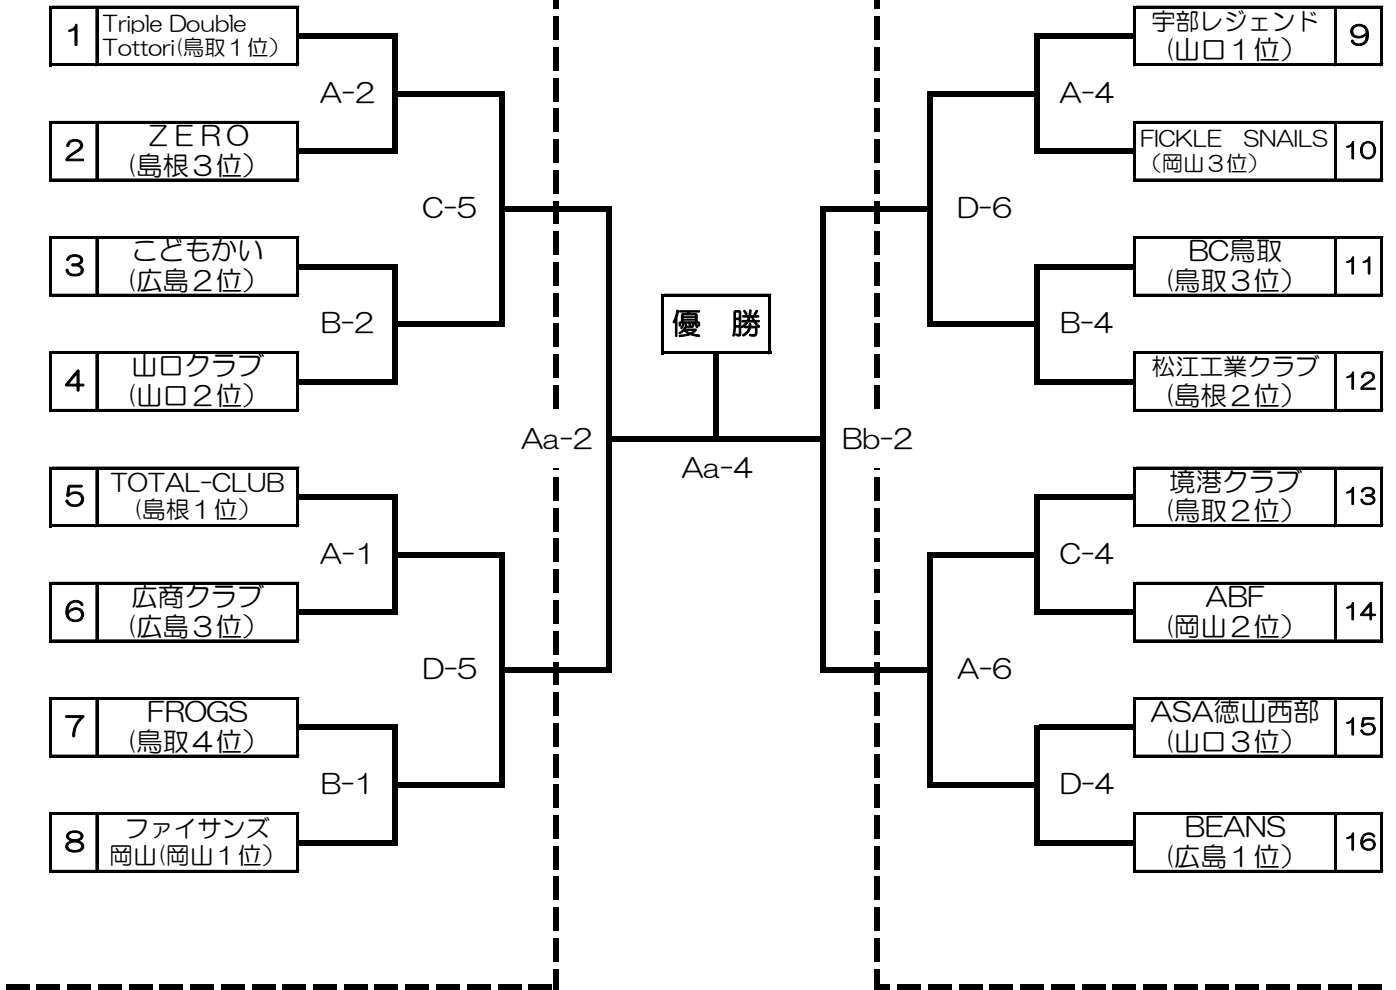 1
Triple Double
Tottori(鳥取１位)
A-2
2
ＺＥＲＯ
(島根３位)
C-5
3
こどもかい
(広島２位)
B-2
4
山口クラブ
(山口２位)
Aa-2
5
TOTAL-CLUB
(島根１位)
A-1
6
広商クラブ
(広島３位)
D-5
7
FROGS
(鳥取４位)
B-1
8
ファイサンズ
岡山(岡山１位)
優　勝
Aa-4
宇部レジェンド
(山口１位)
9
A-4
FICKLE　SNAILS
（岡山３位）
10
D-6
BC鳥取
(鳥取３位)
11
B-4
松江工業クラブ
(島根２位)
12
Bb-2
境港クラブ
(鳥取２位)
13
C-4
ABF
(岡山２位)
14
A-6
ASA徳山西部
(山口３位)
15
D-4
BEANS
(広島１位)
16